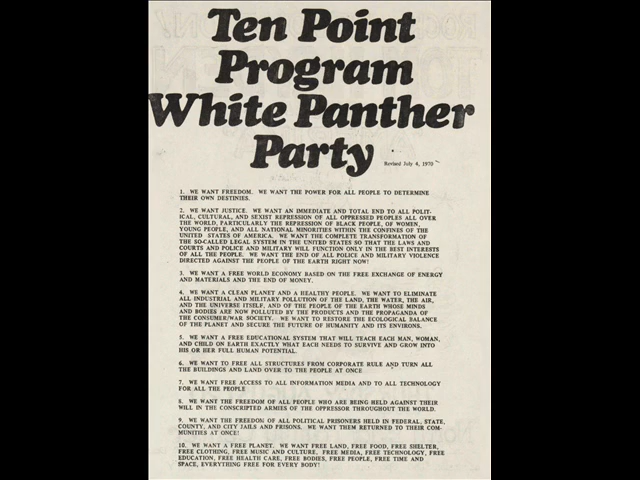 Ten Point
Program
White Panther
Party
Revised July 4, 1970
1. WE WANT FREEDOM. WE WANT THE POWER FOR ALL PEOPLE TO DETERMINE
THEIR OWN DESTINIES.
2. WE WANT JUSTICE. WE WANT AN IMMEDIATE AND TOTAL END TO ALL POLIT-
ICAL, CULTURAL, AND SEXIST REPRESSION OF ALL OPPRESSED PEOPLES ALL OVER
THE WORLD, PARTICULARLY THE REPRESSION OF BLACK PEOPLE, OF WOMEN,
YOUNG PEOPLE, AND ALL NATIONAL MINORITIES WITHIN THE CONFINES OF THE
UNITED STATES OF AMERICA. WE WANT THE COMPLETE TRANSFORMATION OF
THE SO-CALLED LEGAL SYSTEM IN THE UNITED STATES SO THAT THE LAWS AND
COURTS AND POLICE AND MILITARY WILL FUNCTION ONLY IN THE BEST INTERESTS
OF ALL THE PEOPLE. WE WANT THE END OF ALL POLICE AND MILITARY VIOLENCE
DIRECTED AGAINST THE PEOPLE OF THE EARTH RIGHT NOW!
3. WE WANT A FREE WORLD ECONOMY BASED ON THE FREE EXCHANGE OF ENERGY
AND MATERIALS AND THE END OF MONEY.
4. WE WANT A CLEAN PLANET AND A HEALTHY PEOPLE. WE WANT TO ELIMINATE
ALL INDUSTRIAL AND MILITARY POLLUTION OF THE LAND, THE WATER, THE AIR,
AND THE UNIVERSE ITSELF, AND OF THE PEOPLE OF THE EARTH WHOSE MINDS
AND BODIES ARE NOW POLLUTED BY THE PRODUCTS AND THE PROPAGANDA OF
THE CONSUMER/WAR SOCIETY. WE WANT TO RESTORE THE ECOLOGICAL BALANCE
OF THE PLANET AND SECURE THE FUTURE OF HUMANITY AND ITS ENVIRONS.
5. WE WANT A FREE EDUCATIONAL SYSTEM THAT WILL TEACH EACH MAN, WOMAN,
AND CHILD ON EARTH EXACTLY WHAT EACH NEEDS TO SURVIVE AND GROW INTO
HIS OR HER FULL HUMAN POTENTIAL.
6. WE WANT TO FREE ALL STRUCTURES FROM CORPORATE RULE AND TURN ALL
THE BUILDINGS AND LAND OVER TO THE PEOPLE AT ONCE
7. WE WANT FREE ACCESS TO ALL INFORMATION MEDIA AND TO ALL TECHNOLOGY
FOR ALL THE PEOPLE
8. WE WANT THE FREEDOM OF ALL PEOPLE WHO ARE BEING HELD AGAINST THEIR
WILL IN THE CONSCRIPTED ARMIES OF THE OPPRESSOR THROUGHOUT THE WORLD.
9. WE WANT THE FREEDOM OF ALL POLITICAL PRISONERS HELD IN FEDERAL, STATE,
COUNTY, AND CITY JAILS AND PRISONS. WE WANT THEM RETURNED TO THEIR COM-
MUNITIES AT ONCE!
10. WE WANT A FREE PLANET. WE WANT FREE LAND, FREE FOOD, FREE SHELTER,
FREE CLOTHING, FREE MUSIC AND CULTURE, FREE MEDIA, FREE TECHNOLOGY, FREE
EDUCATION, FREE HEALTH CARE, FREE BODIES, FREE PEOPLE, FREE TIME AND
SPACE, EVERYTHING FREE FOR EVERY BODY!